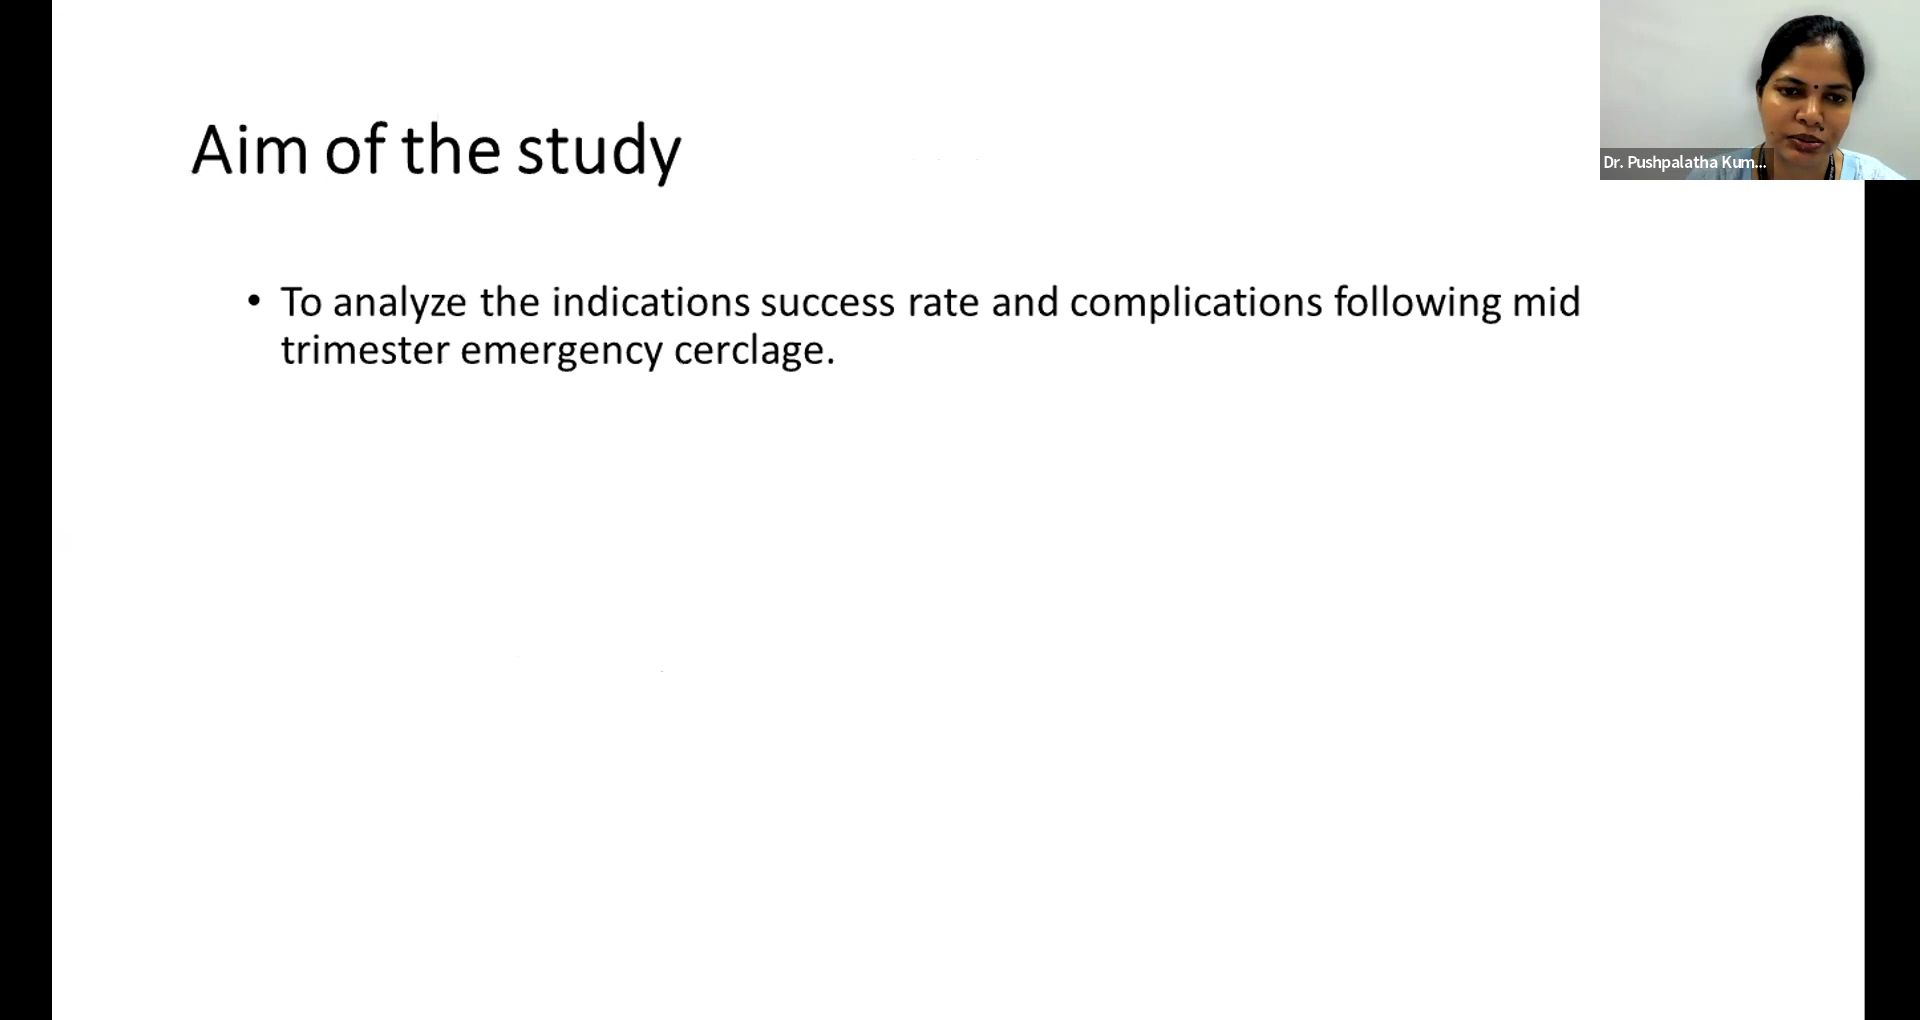 Aim of the study
Dr. Pushpalatha Kum...
• To analyze the indications success rate and complications following mid
trimester emergency cerclage.